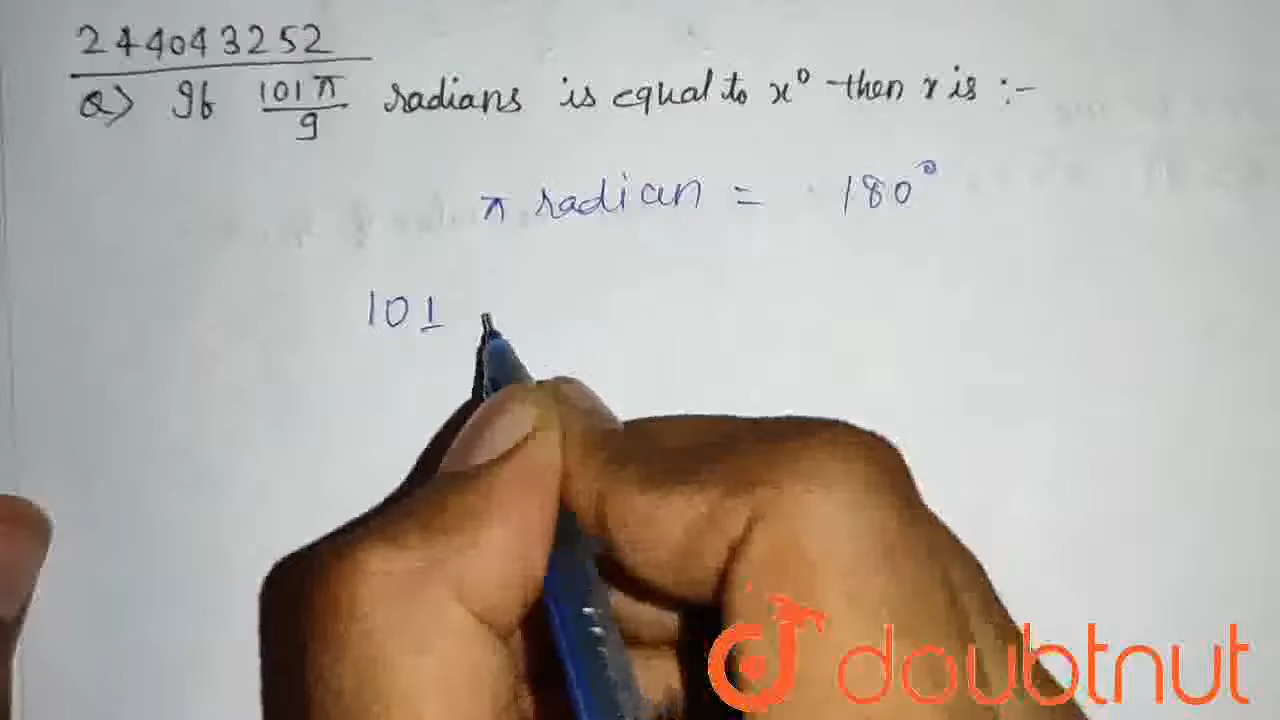 244043252
Q> If 101π/9 radians is equal to x° then x is :-
π radian = 180°
101
doubtnut